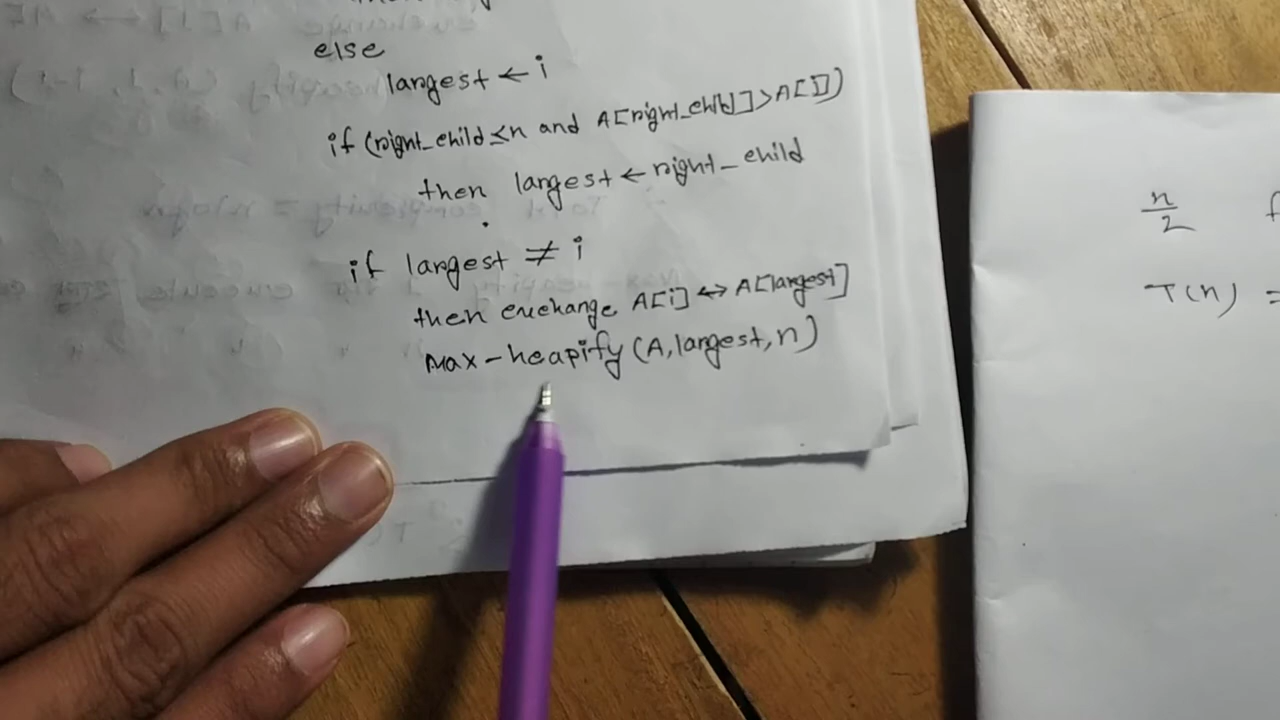 else
largest ← i
if (right_child ≤ n and A[right_child] > A[I])
then largest ← right_child
if largest ≠ i
then exchange A[i] ↔ A[largest]
Max-heapify (A, largest, n)
n/2
T(n) =